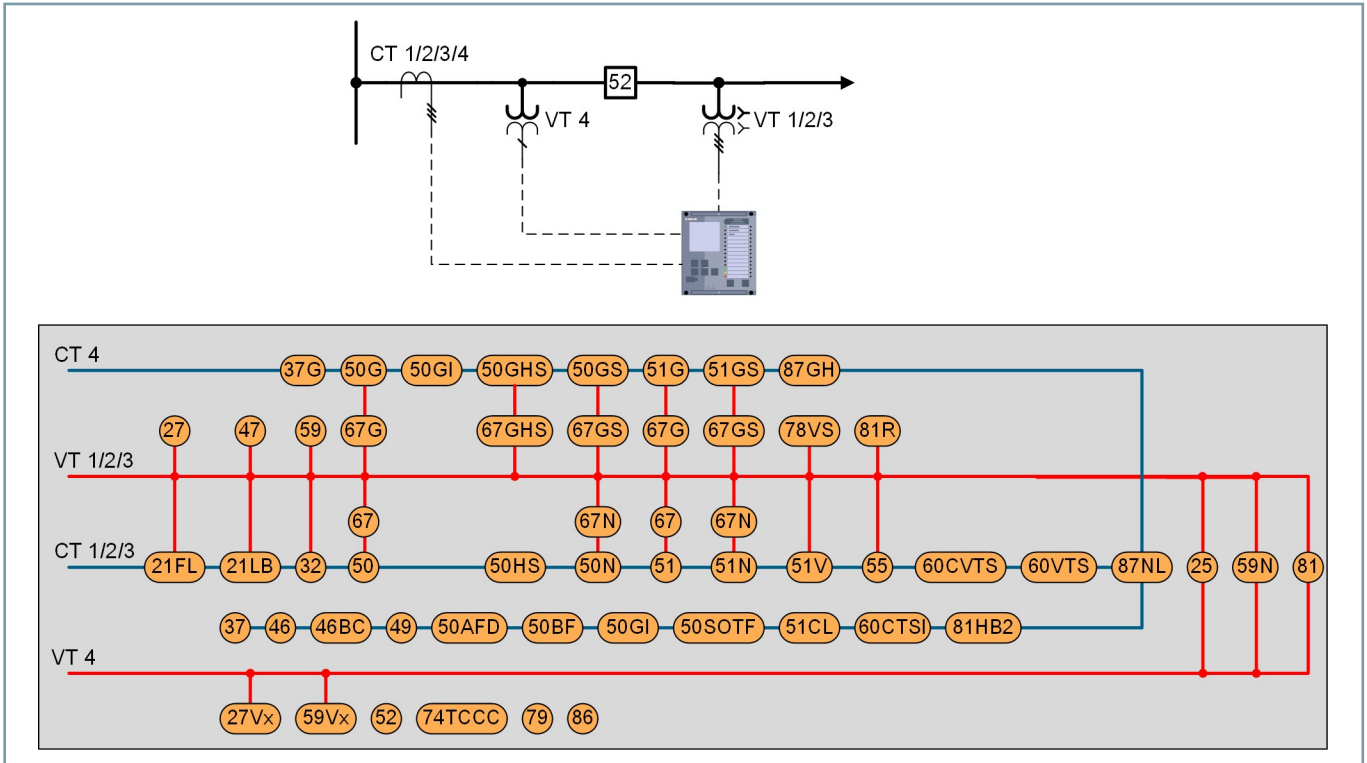 CT 1/2/3/4
52
VT 4
VT 1/2/3
CT 4
37G 50G 50GI 50GHS 50GS 51G 51GS 87GH
27 47 59 67G 67GHS 67GS 67G 67GS 78VS 81R
VT 1/2/3
67 67N 67 67N
CT 1/2/3
21FL 21LB 32 50 50HS 50N 51 51N 51V 55 60CVTS 60VTS 87NL 25 59N 81
37 46 46BC 49 50AFD 50BF 50GI 50SOTF 51CL 60CTSI 81HB2
VT 4
27Vx 59Vx 52 74TCCC 79 86